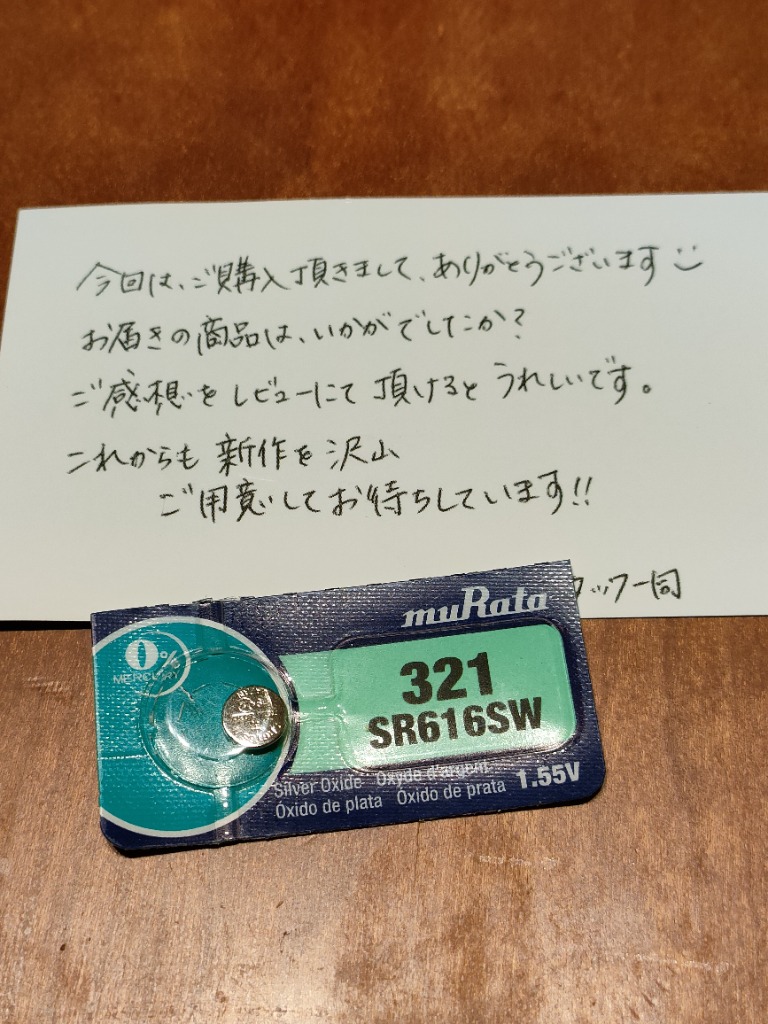 今回は、ご購入頂きまして、ありがとうございます
お届きの商品は、いかがでしたか？
ご感想をレビューにて頂けるとうれしいです。
これからも新作を沢山
ご用意してお待ちしています!!
タッフ一同
muRata
0%
MERCURY
321
SR616SW
Silver Oxide Oxyde d'argent
Óxido de plata Óxido de prata 1.55V